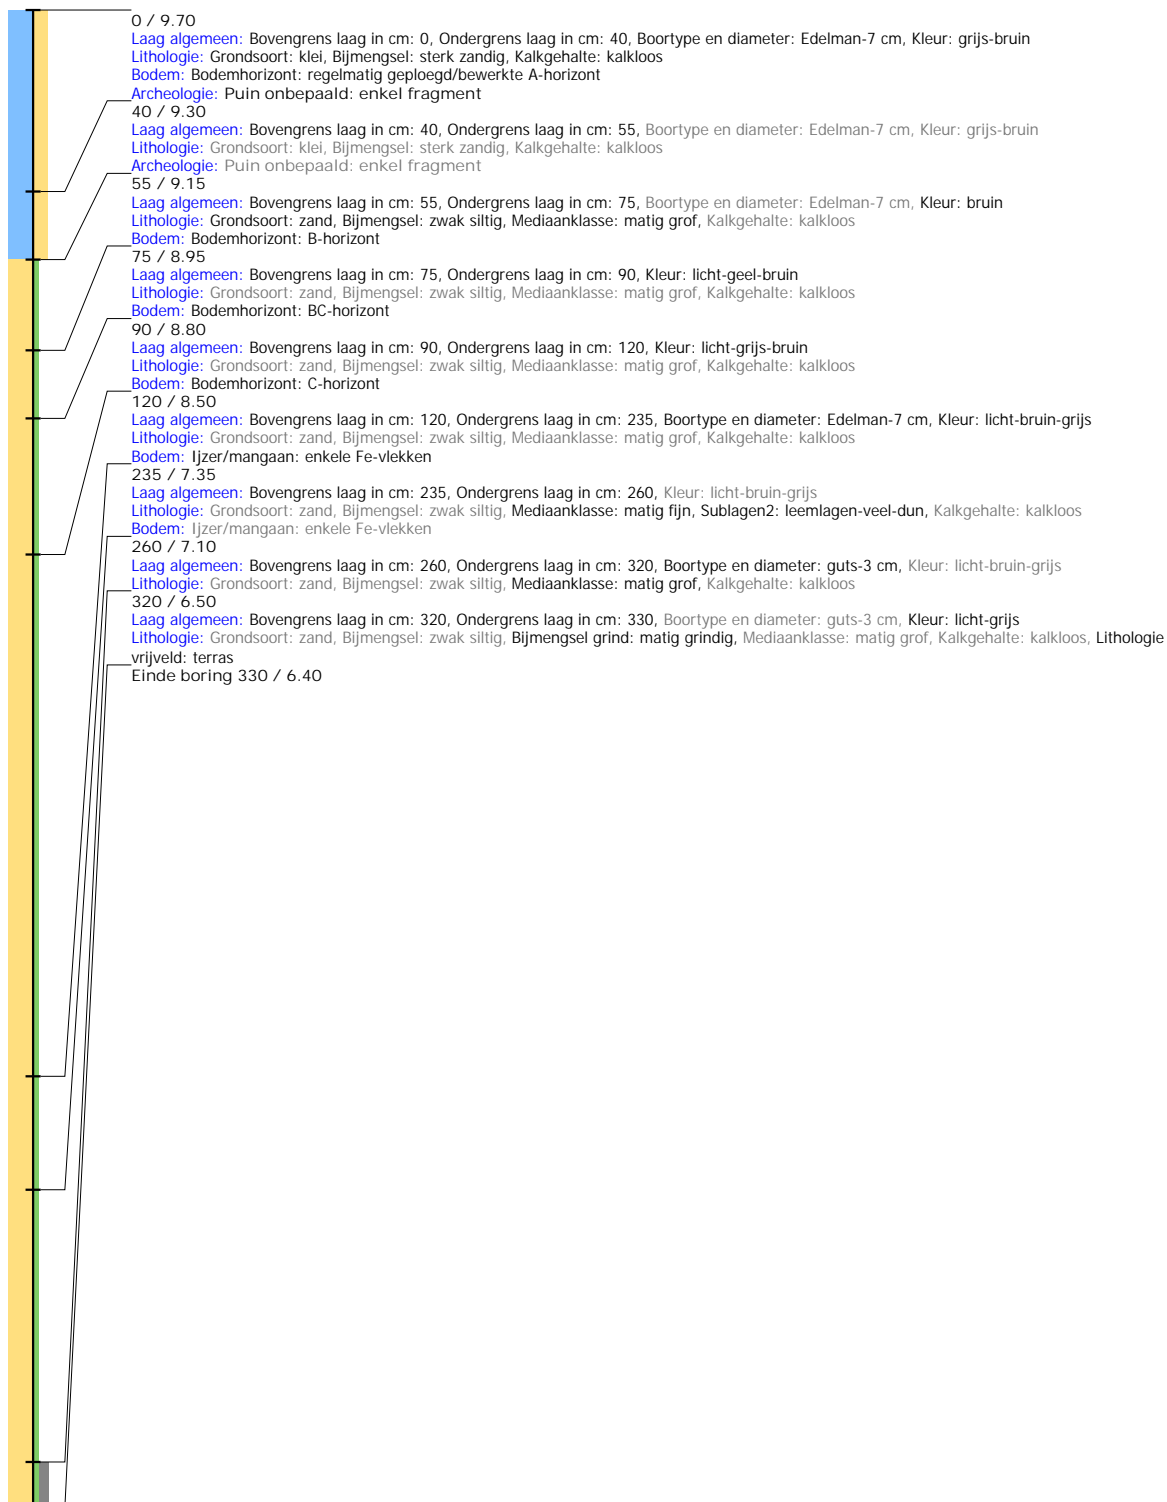 0 / 9.70
Laag algemeen: Bovengrens laag in cm: 0, Ondergrens laag in cm: 40, Boortype en diameter: Edelman-7 cm, Kleur: grijs-bruin
Lithologie: Grondsoort: klei, Bijmengsel: sterk zandig, Kalkgehalte: kalkloos
Bodem: Bodemhorizont: regelmatig geploegd/bewerkte A-horizont
Archeologie: Puin onbepaald: enkel fragment
40 / 9.30
Laag algemeen: Bovengrens laag in cm: 40, Ondergrens laag in cm: 55, Boortype en diameter: Edelman-7 cm, Kleur: grijs-bruin
Lithologie: Grondsoort: klei, Bijmengsel: sterk zandig, Kalkgehalte: kalkloos
Archeologie: Puin onbepaald: enkel fragment
55 / 9.15
Laag algemeen: Bovengrens laag in cm: 55, Ondergrens laag in cm: 75, Boortype en diameter: Edelman-7 cm, Kleur: bruin
Lithologie: Grondsoort: zand, Bijmengsel: zwak siltig, Mediaanklasse: matig grof, Kalkgehalte: kalkloos
Bodem: Bodemhorizont: B-horizont
75 / 8.95
Laag algemeen: Bovengrens laag in cm: 75, Ondergrens laag in cm: 90, Kleur: licht-geel-bruin
Lithologie: Grondsoort: zand, Bijmengsel: zwak siltig, Mediaanklasse: matig grof, Kalkgehalte: kalkloos
Bodem: Bodemhorizont: BC-horizont
90 / 8.80
Laag algemeen: Bovengrens laag in cm: 90, Ondergrens laag in cm: 120, Kleur: licht-grijs-bruin
Lithologie: Grondsoort: zand, Bijmengsel: zwak siltig, Mediaanklasse: matig grof, Kalkgehalte: kalkloos
Bodem: Bodemhorizont: C-horizont
120 / 8.50
Laag algemeen: Bovengrens laag in cm: 120, Ondergrens laag in cm: 235, Boortype en diameter: Edelman-7 cm, Kleur: licht-bruin-grijs
Lithologie: Grondsoort: zand, Bijmengsel: zwak siltig, Mediaanklasse: matig grof, Kalkgehalte: kalkloos
Bodem: Ijzer/mangaan: enkele Fe-vlekken
235 / 7.35
Laag algemeen: Bovengrens laag in cm: 235, Ondergrens laag in cm: 260, Kleur: licht-bruin-grijs
Lithologie: Grondsoort: zand, Bijmengsel: zwak siltig, Mediaanklasse: matig fijn, Sublagen2: leemlagen-veel-dun, Kalkgehalte: kalkloos
Bodem: Ijzer/mangaan: enkele Fe-vlekken
260 / 7.10
Laag algemeen: Bovengrens laag in cm: 260, Ondergrens laag in cm: 320, Boortype en diameter: guts-3 cm, Kleur: licht-bruin-grijs
Lithologie: Grondsoort: zand, Bijmengsel: zwak siltig, Mediaanklasse: matig grof, Kalkgehalte: kalkloos
320 / 6.50
Laag algemeen: Bovengrens laag in cm: 320, Ondergrens laag in cm: 330, Boortype en diameter: guts-3 cm, Kleur: licht-grijs
Lithologie: Grondsoort: zand, Bijmengsel: zwak siltig, Bijmengsel grind: matig grindig, Mediaanklasse: matig grof, Kalkgehalte: kalkloos, Lithologie
vrijveld: terras
Einde boring 330 / 6.40